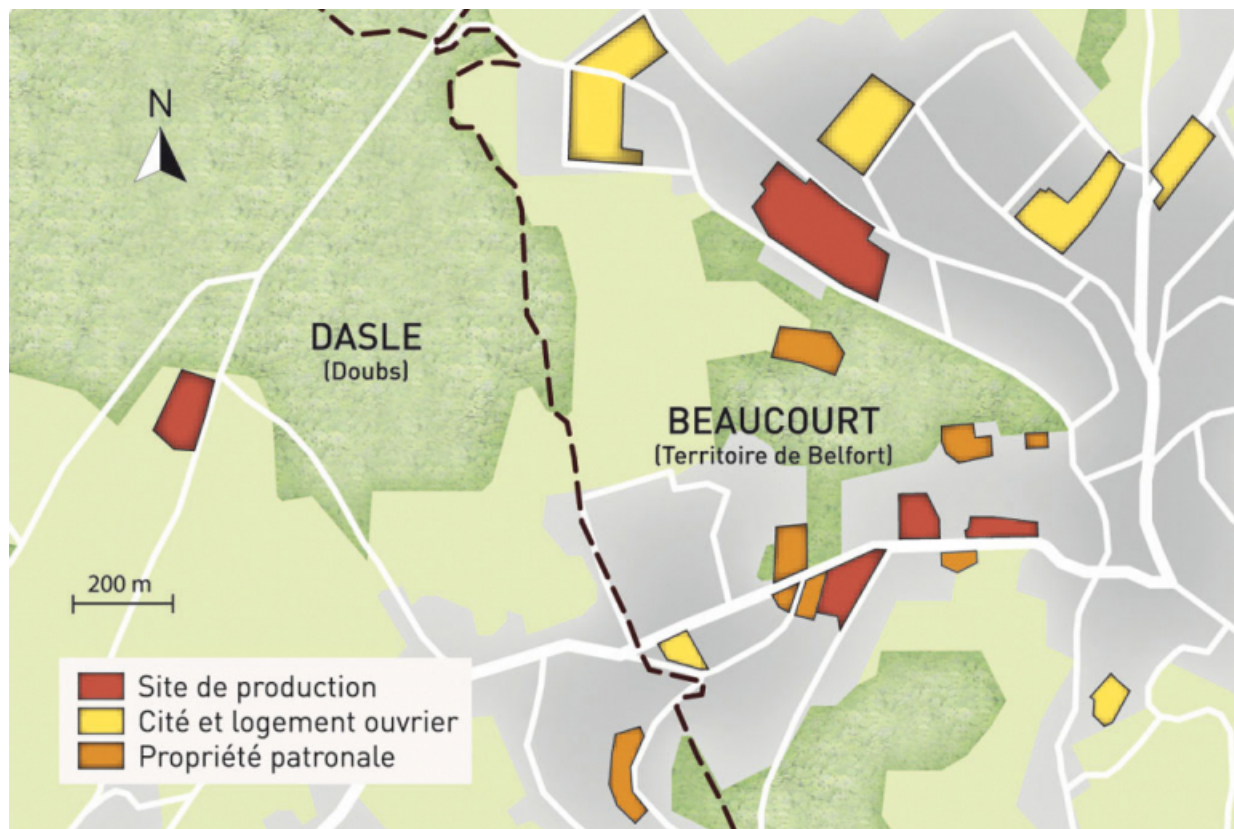 N
DASLE
(Doubs)
BEAUCOURT
(Territoire de Belfort)
200 m
Site de production
Cité et logement ouvrier
Propriété patronale